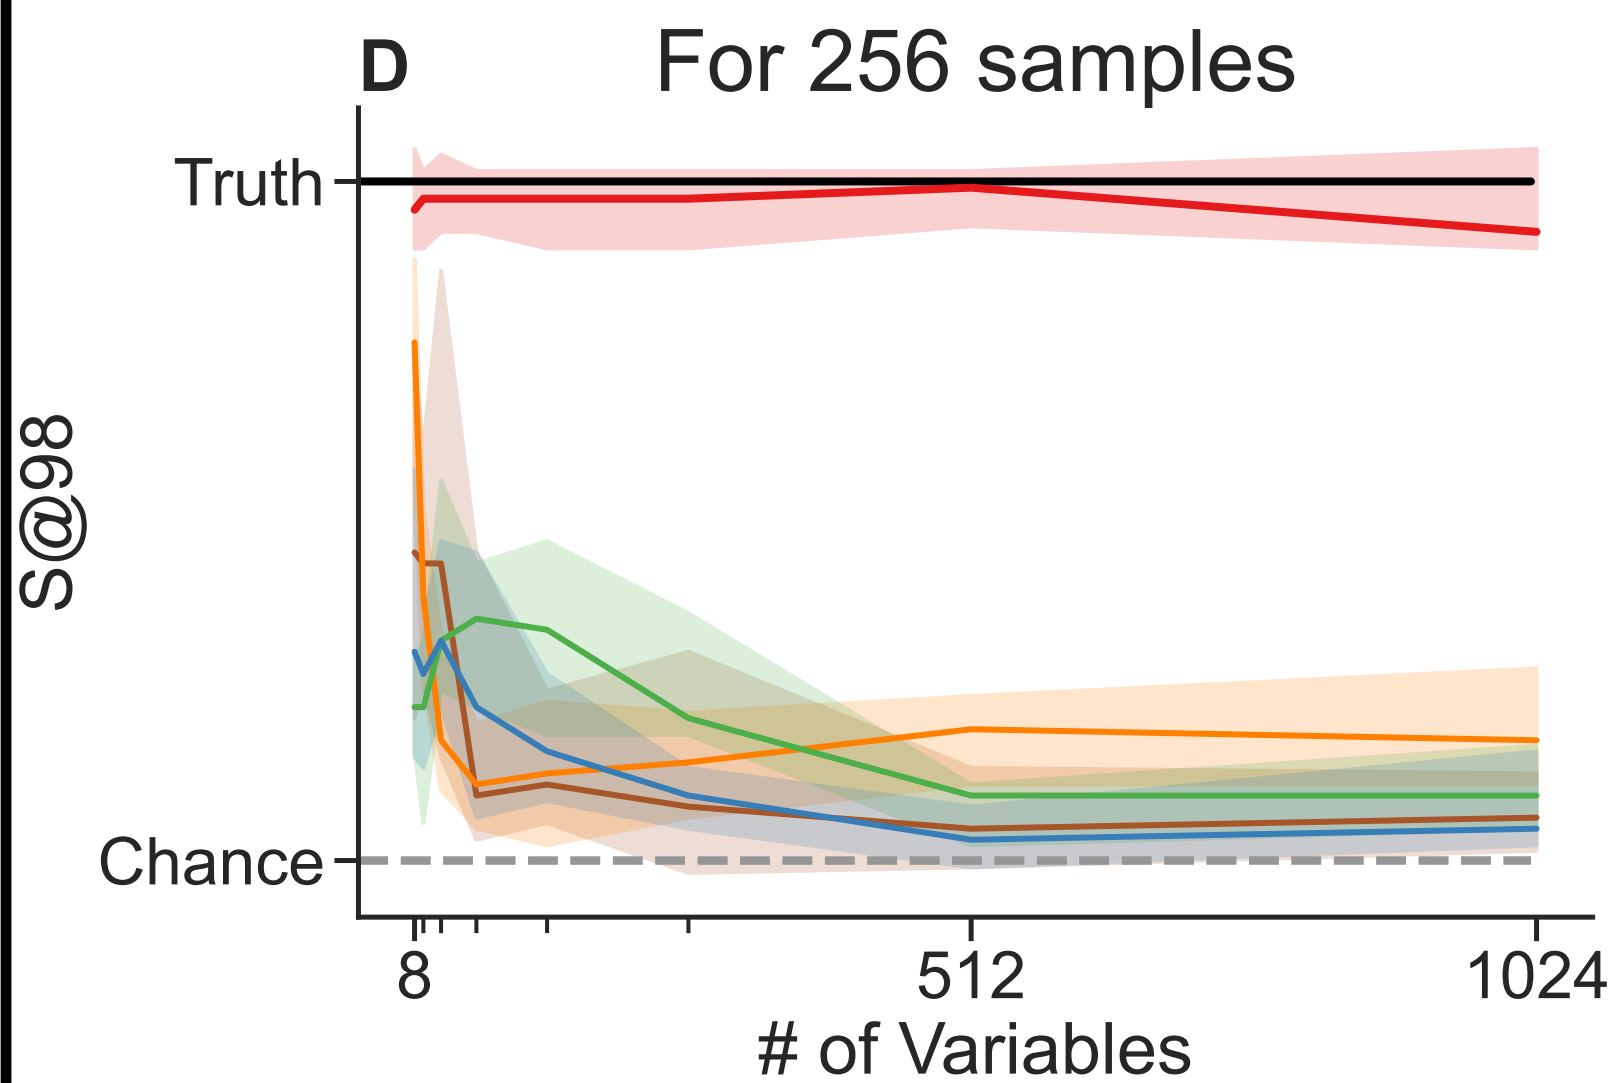 D
For 256 samples
Truth
S@98
Chance
8
512
1024
# of Variables